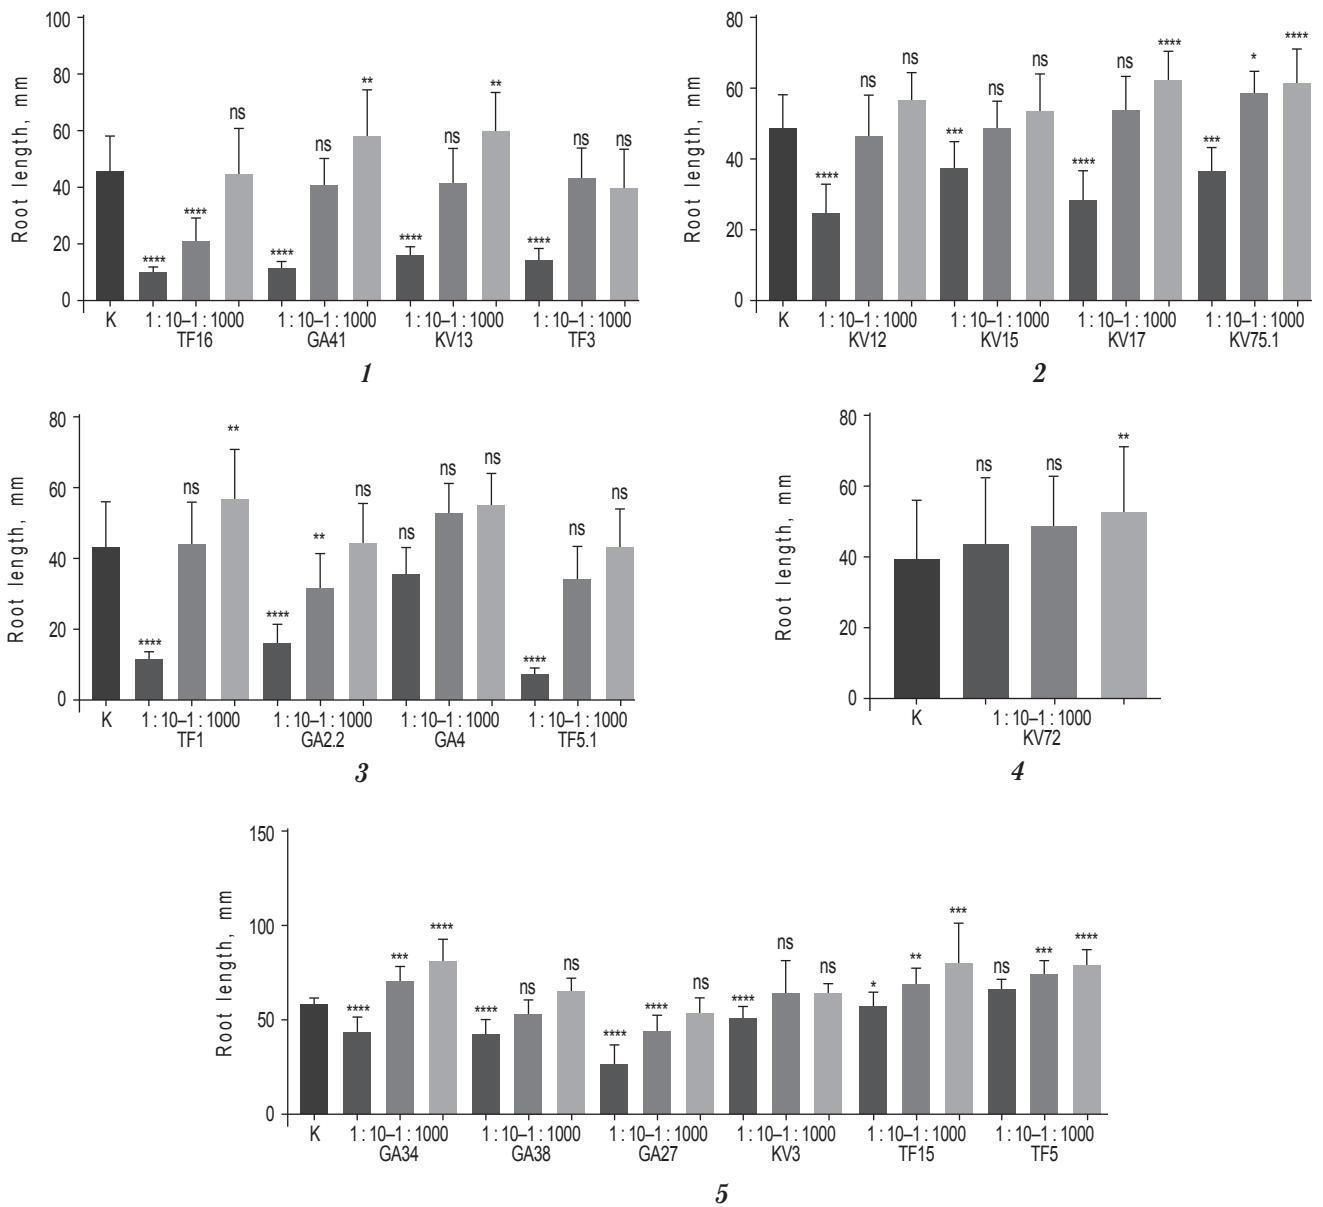 100
80
60
40
20
0
Root length, mm
ns
**
**
****
****
ns
ns
ns
ns
****
****
****
K
1 : 10–1 : 1000
1 : 10–1 : 1000
1 : 10–1 : 1000
1 : 10–1 : 1000
TF16
GA41
KV13
TF3
1
80
60
40
20
0
Root length, mm
****
ns
ns
***
ns
ns
****
ns
****
***
*
****
K
1 : 10–1 : 1000
1 : 10–1 : 1000
1 : 10–1 : 1000
1 : 10–1 : 1000
KV12
KV15
KV17
KV75.1
2
80
60
40
20
0
Root length, mm
****
ns
**
****
**
ns
ns
ns
ns
****
ns
ns
K
1 : 10–1 : 1000
1 : 10–1 : 1000
1 : 10–1 : 1000
1 : 10–1 : 1000
TF1
GA2.2
GA4
TF5.1
3
80
60
40
20
0
Root length, mm
ns
ns
**
K
1 : 10–1 : 1000
KV72
4
150
100
50
0
Root length, mm
****
***
****
****
ns
ns
****
****
ns
****
ns
ns
*
**
***
ns
***
****
K
1 : 10–1 : 1000
1 : 10–1 : 1000
1 : 10–1 : 1000
1 : 10–1 : 1000
1 : 10–1 : 1000
1 : 10–1 : 1000
GA34
GA38
GA27
KV3
TF15
TF5
5